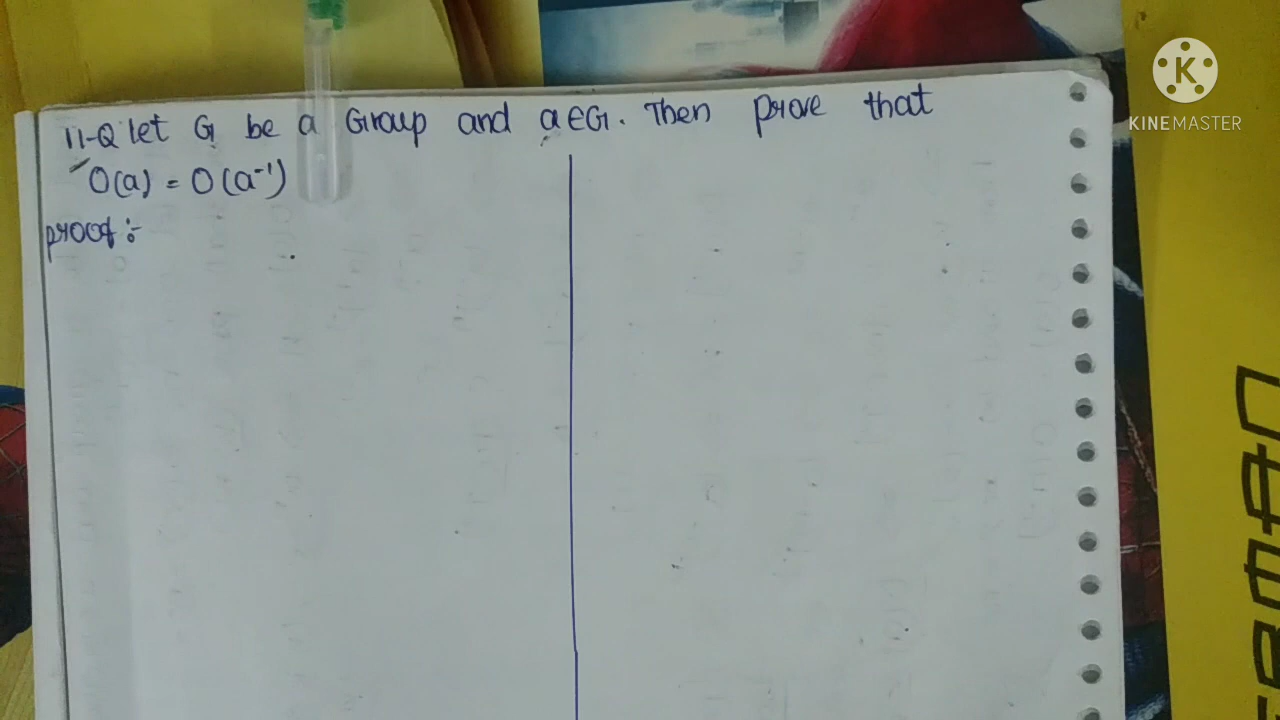 11-Q let G be a Group and a∈G. Then prove that
O(a) = O(a⁻¹)
proof :-
KINEMASTER